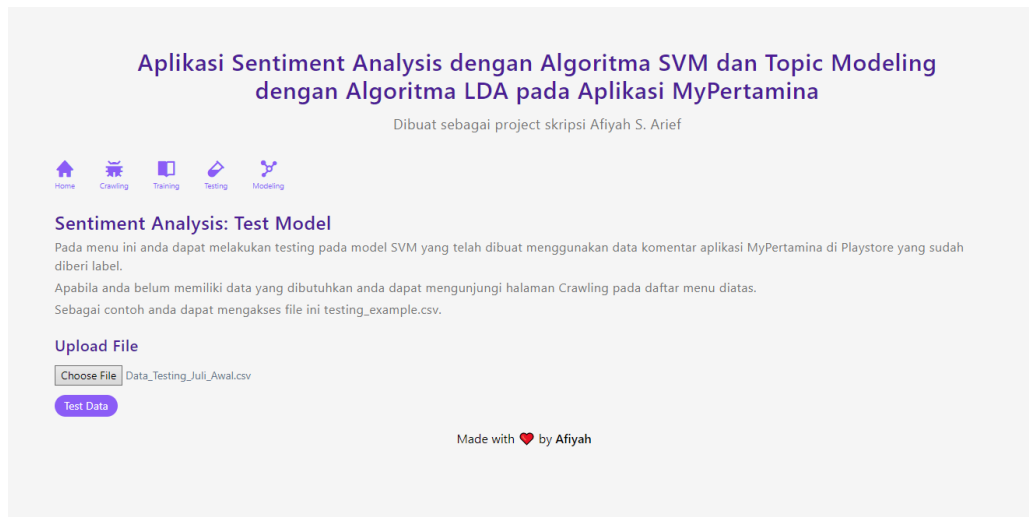 Aplikasi Sentiment Analysis dengan Algoritma SVM dan Topic Modeling
dengan Algoritma LDA pada Aplikasi MyPertamina
Dibuat sebagai project skripsi Afiyah S. Arief
Home Crawling Training Testing Modeling
Sentiment Analysis: Test Model
Pada menu ini anda dapat melakukan testing pada model SVM yang telah dibuat menggunakan data komentar aplikasi MyPertamina di Playstore yang sudah
diberi label.
Apabila anda belum memiliki data yang dibutuhkan anda dapat mengunjungi halaman Crawling pada daftar menu diatas.
Sebagai contoh anda dapat mengakses file ini testing_example.csv.
Upload File
Choose File Data_Testing_Juli_Awal.csv
Test Data
Made with ❤ by Afiyah